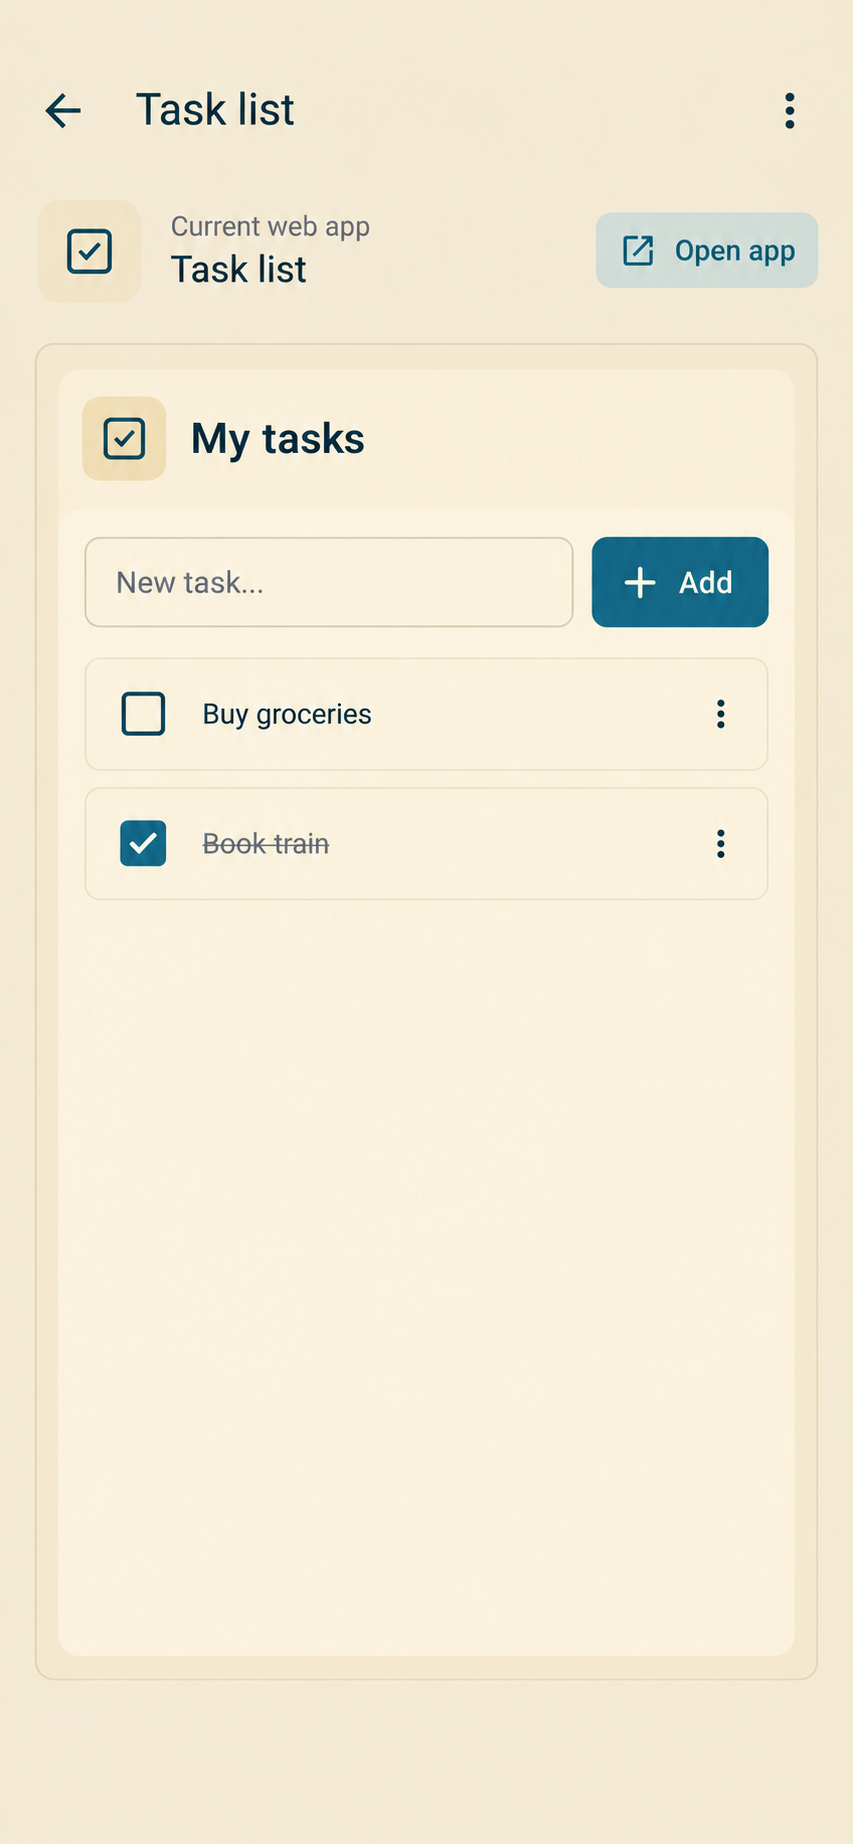 Task list
Current web app
Task list
Open app
My tasks
New task...
Add
Buy groceries
Book train